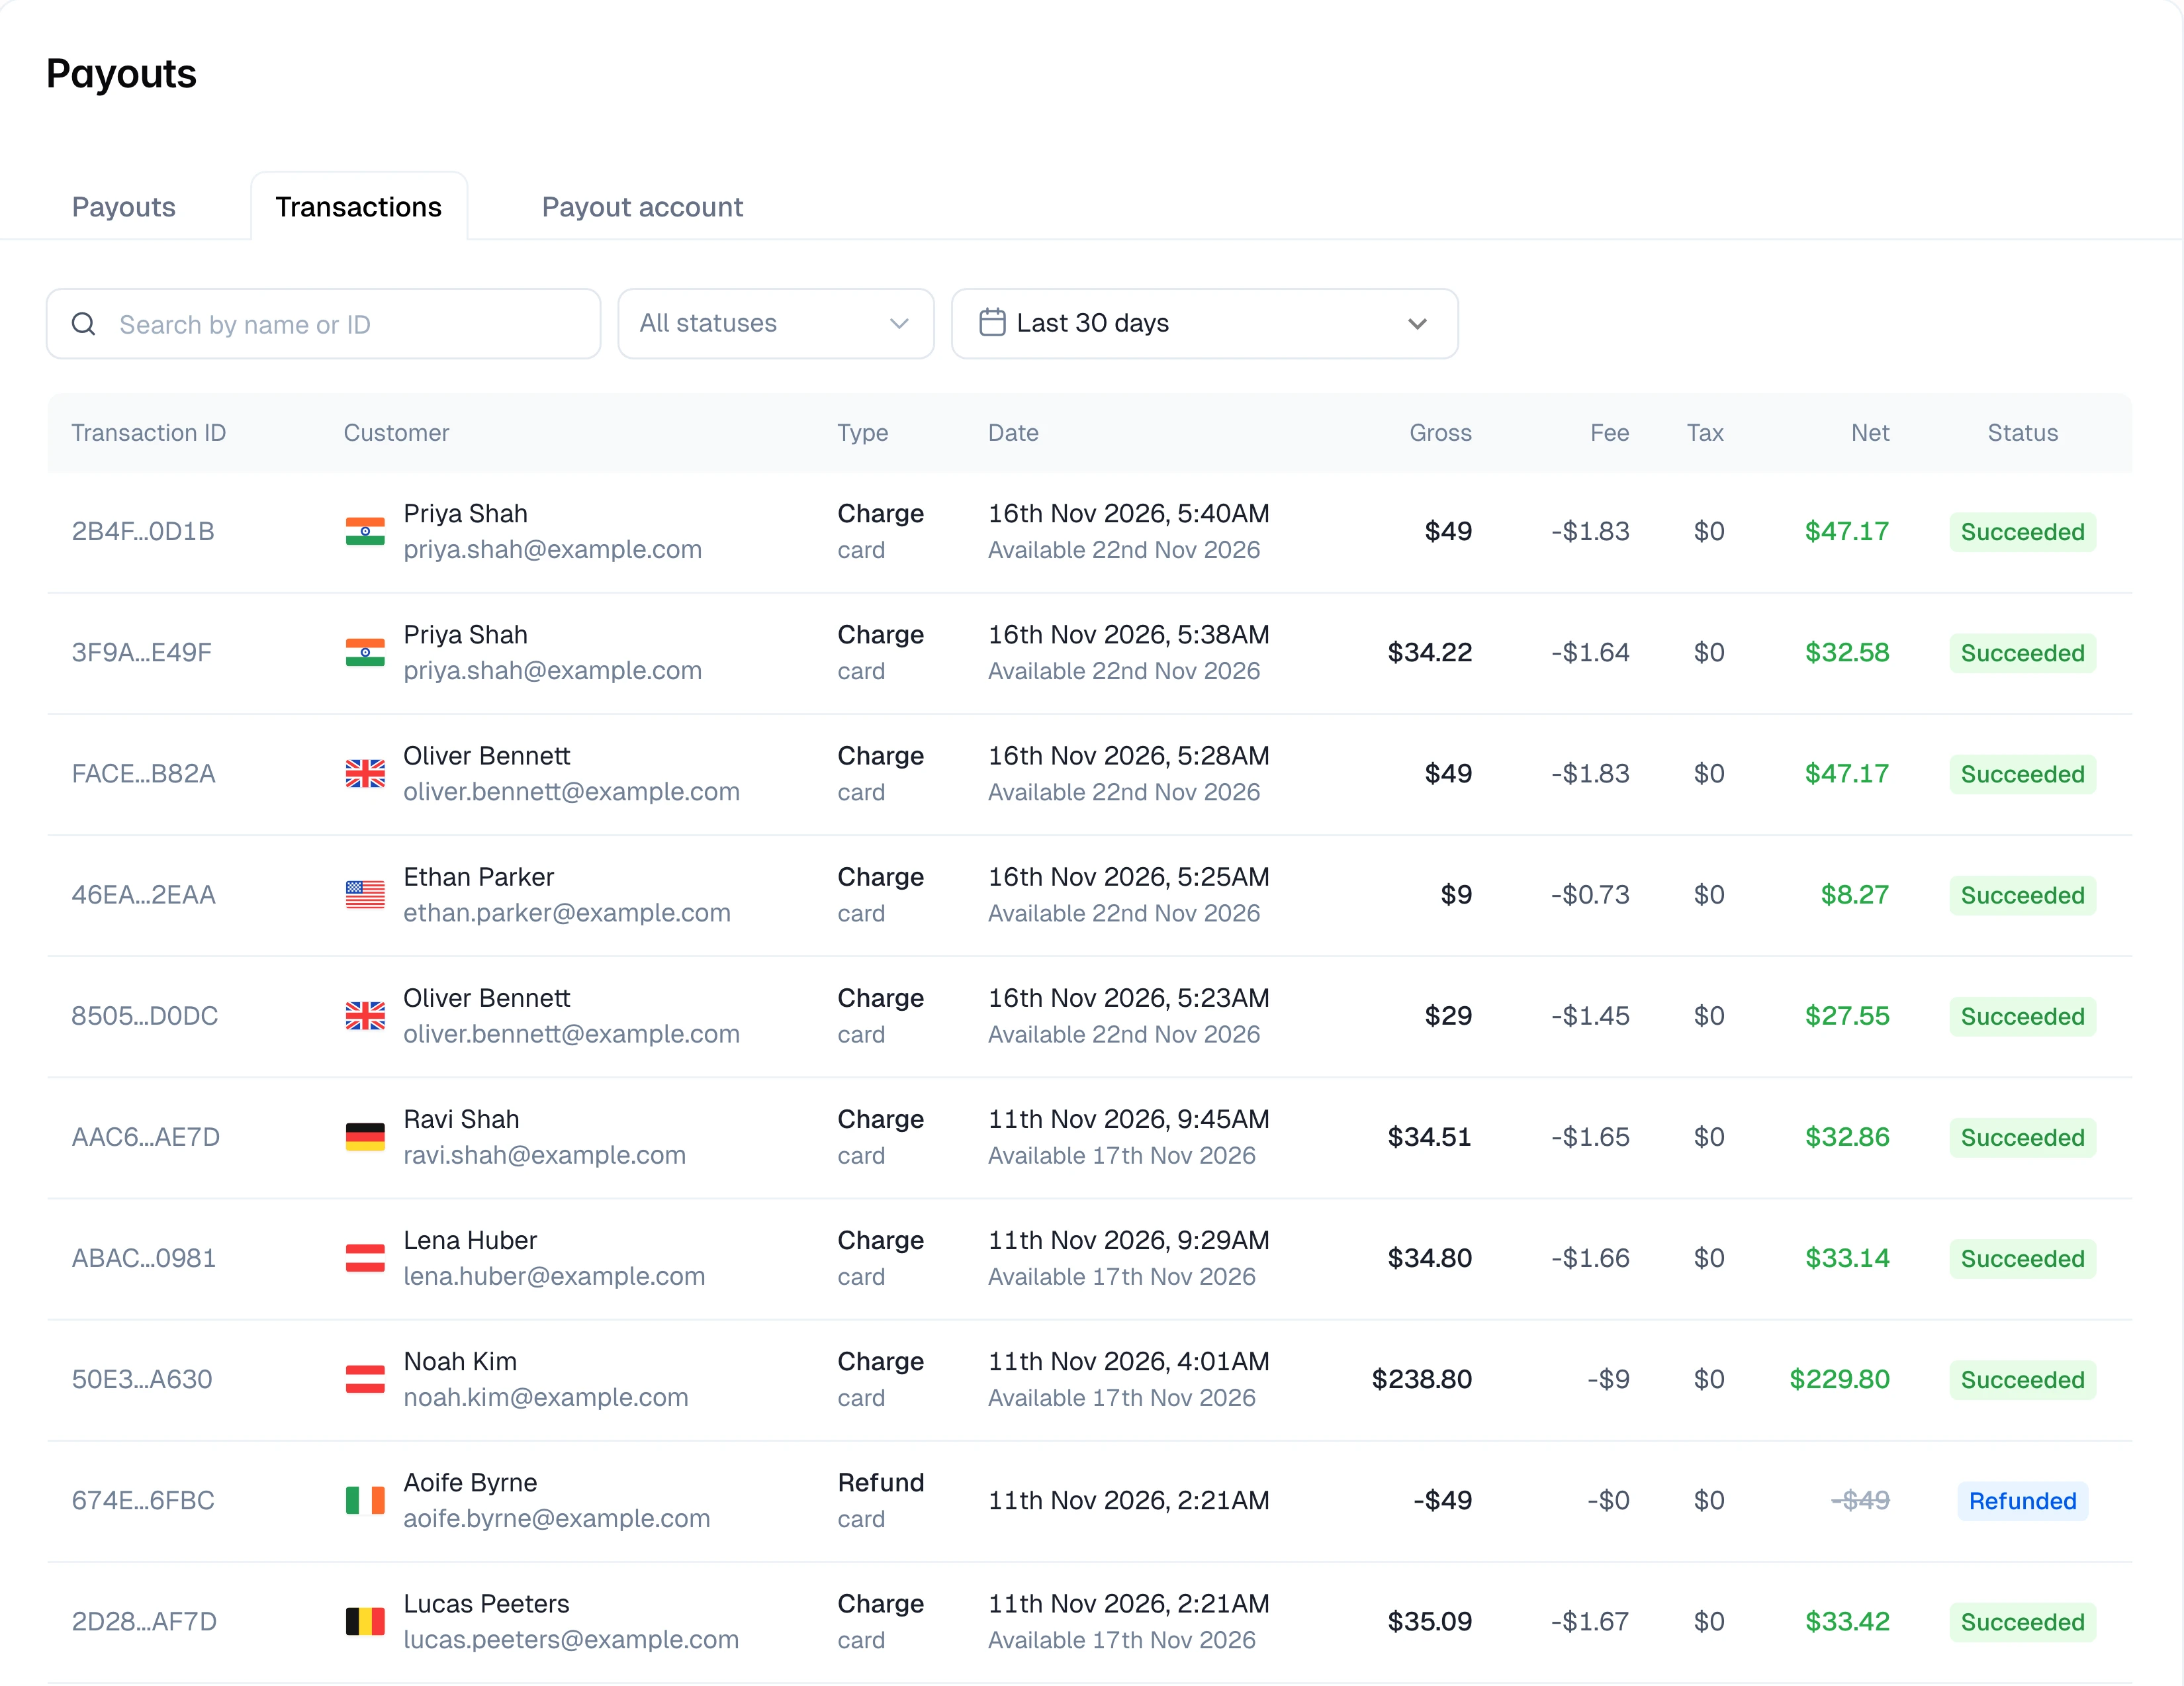 Payouts
Payouts Transactions Payout account
Search by name or ID All statuses Last 30 days
Transaction ID Customer Type Date Gross Fee Tax Net Status
Priya Shah Charge 16th Nov 2026, 5:40AM
2B4F...0D1B $49 -$1.83 $0 $47.17 Succeeded
priya.shah@example.com card Available 22nd Nov 2026
Priya Shah Charge 16th Nov 2026, 5:38AM
3F9A...E49F $34.22 -$1.64 $0 $32.58 Succeeded
priya.shah@example.com card Available 22nd Nov 2026
Oliver Bennett Charge 16th Nov 2026, 5:28AM
FACE...B82A $49 -$1.83 $0 $47.17 Succeeded
oliver.bennett@example.com card Available 22nd Nov 2026
Ethan Parker Charge 16th Nov 2026, 5:25AM
46EA...2EAA $9 -$0.73 $0 $8.27 Succeeded
ethan.parker@example.com card Available 22nd Nov 2026
Oliver Bennett Charge 16th Nov 2026, 5:23AM
8505...D0DC $29 -$1.45 $0 $27.55 Succeeded
oliver.bennett@example.com card Available 22nd Nov 2026
Ravi Shah Charge 11th Nov 2026, 9:45AM
AAC6...AE7D $34.51 -$1.65 $0 $32.86 Succeeded
ravi.shah@example.com card Available 17th Nov 2026
Lena Huber Charge 11th Nov 2026, 9:29AM
ABAC...0981 $34.80 -$1.66 $0 $33.14 Succeeded
lena.huber@example.com card Available 17th Nov 2026
Noah Kim Charge 11th Nov 2026, 4:01AM
50E3...A630 $238.80 -$9 $0 $229.80 Succeeded
noah.kim@example.com card Available 17th Nov 2026
Aoife Byrne Refund
674E...6FBC 11th Nov 2026, 2:21AM -$49 -$0 $0 -$49 Refunded
aoife.byrne@example.com card
Lucas Peeters Charge 11th Nov 2026, 2:21AM
2D28...AF7D $35.09 -$1.67 $0 $33.42 Succeeded
lucas.peeters@example.com card Available 17th Nov 2026